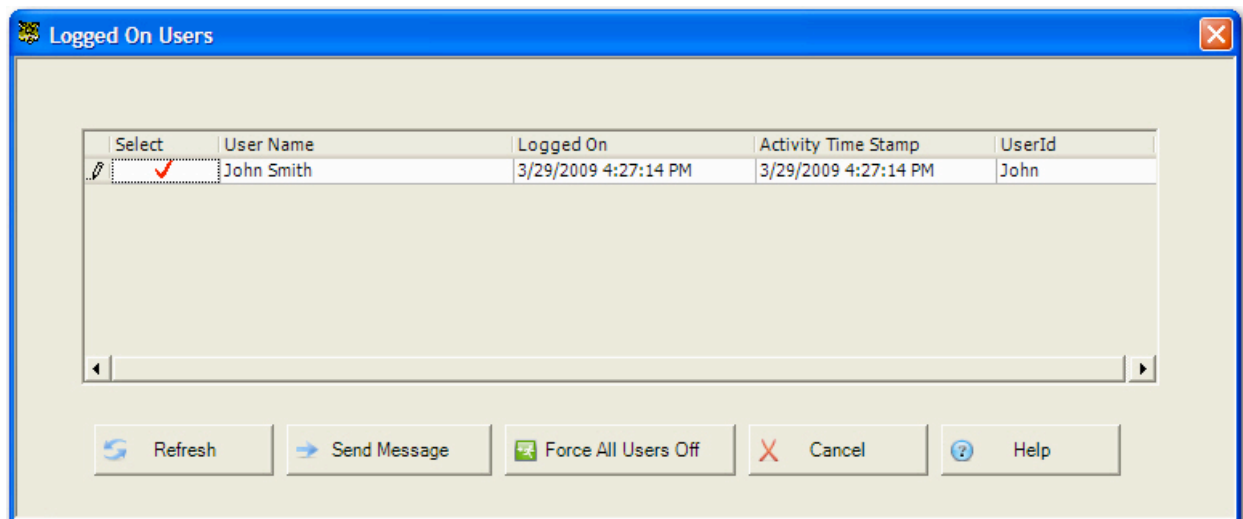 Logged On Users
Select User Name Logged On Activity Time Stamp UserId
John Smith 3/29/2009 4:27:14 PM 3/29/2009 4:27:14 PM John
Refresh Send Message Force All Users Off Cancel Help